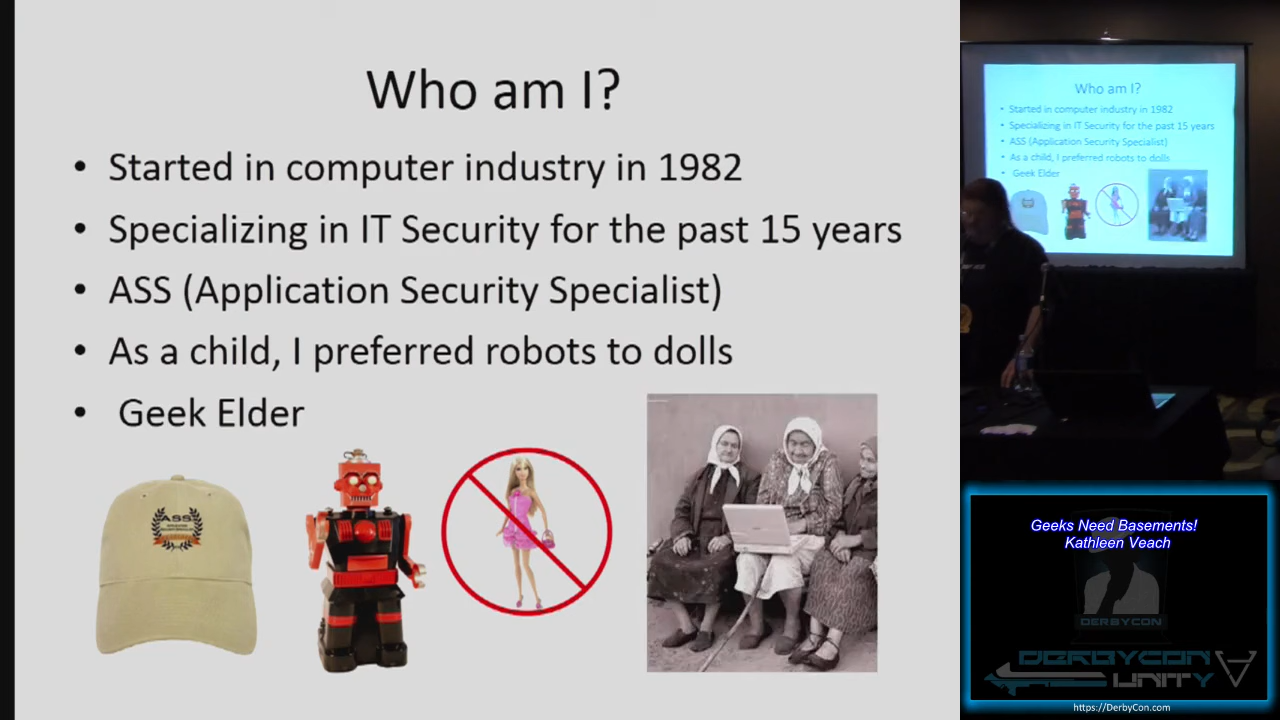 Who am I?
• Started in computer industry in 1982
• Specializing in IT Security for the past 15 years
• ASS (Application Security Specialist)
• As a child, I preferred robots to dolls
• Geek Elder
ASS
Who am I?
• Started in computer industry in 1982
• Specializing in IT Security for the past 15 years
• ASS (Application Security Specialist)
• As a child, I preferred robots to dolls
• Geek Elder
Geeks Need Basements!
Kathleen Veach
DERBYCON
DERBYCON
UNITY
https://DerbyCon.com